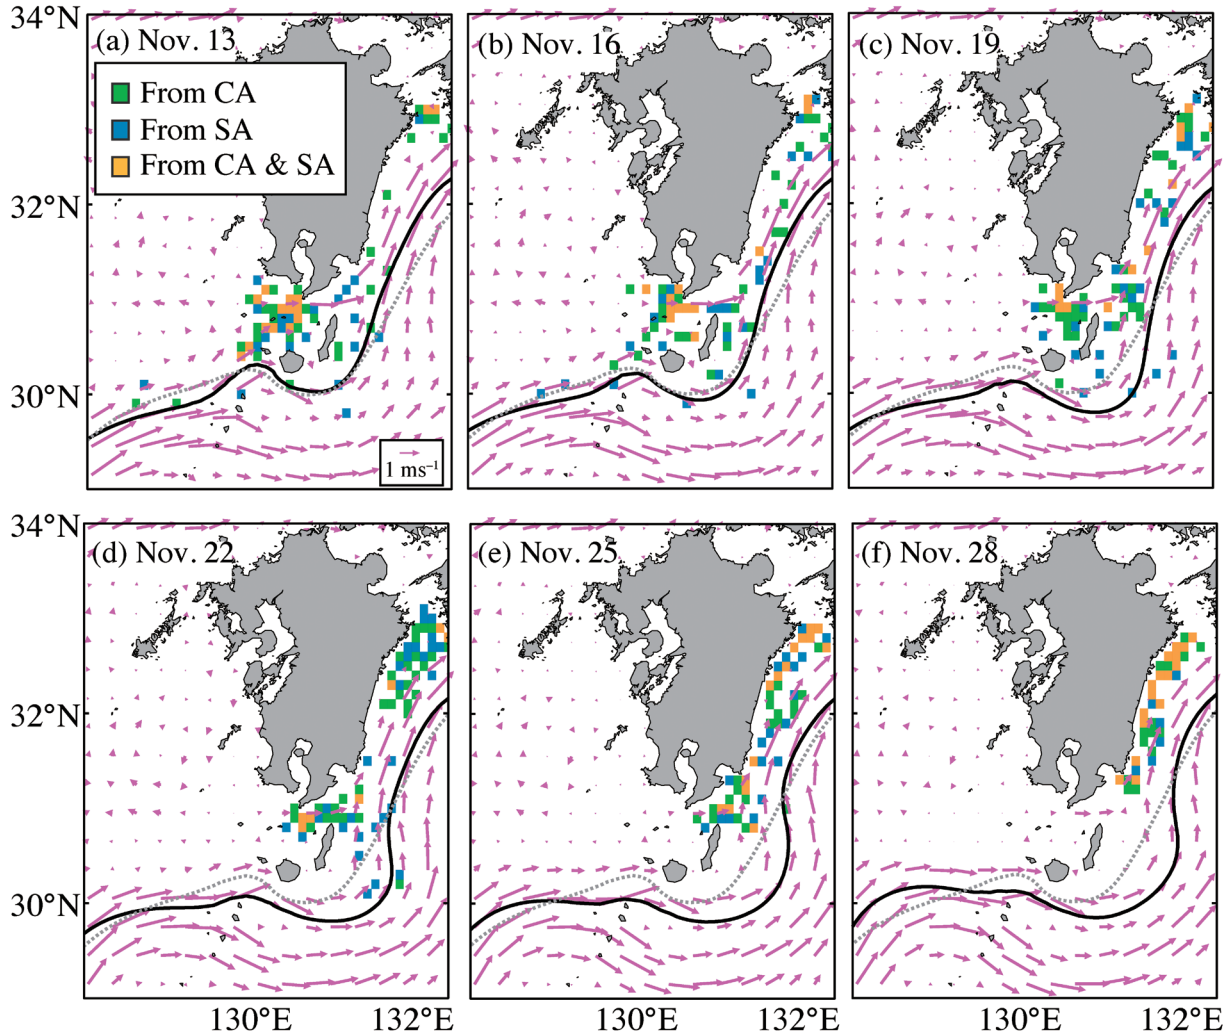 34°N
(a) Nov. 13
(b) Nov. 16
(c) Nov. 19
From CA
From SA
From CA & SA
32°N
30°N
1 ms⁻¹
34°N
(d) Nov. 22
(e) Nov. 25
(f) Nov. 28
32°N
30°N
130°E 132°E 130°E 132°E 130°E 132°E